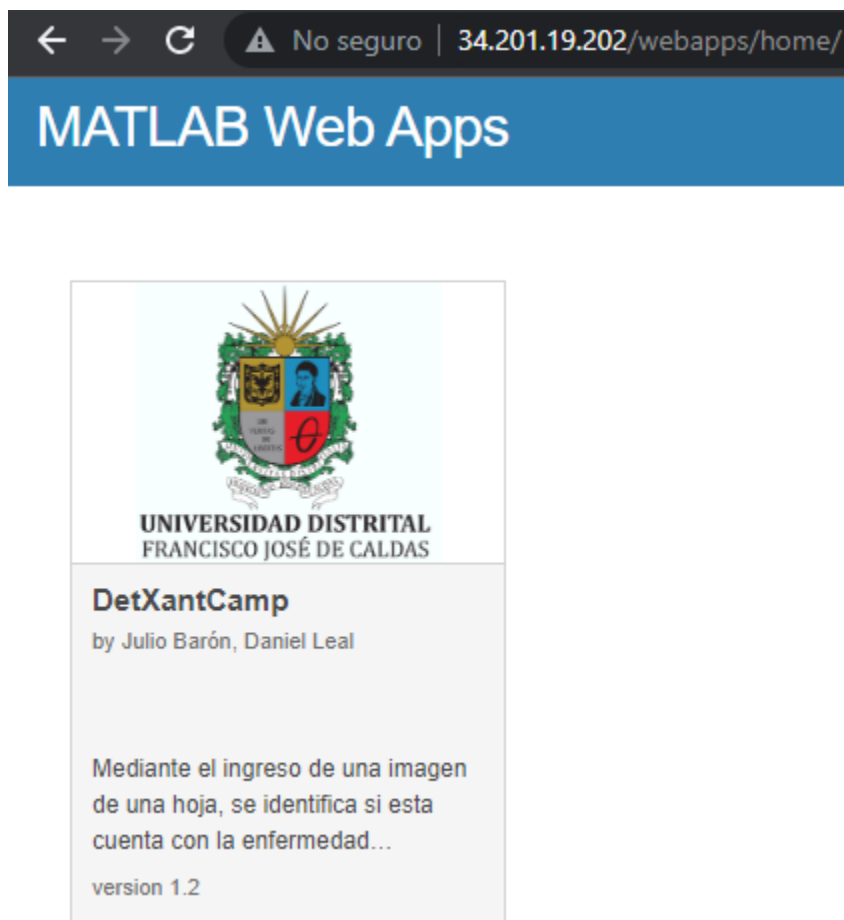 No seguro | 34.201.19.202/webapps/home/
MATLAB Web Apps
UNIVERSIDAD DISTRITAL
FRANCISCO JOSÉ DE CALDAS
DetXantCamp
by Julio Barón, Daniel Leal
Mediante el ingreso de una imagen
de una hoja, se identifica si esta
cuenta con la enfermedad...
version 1.2